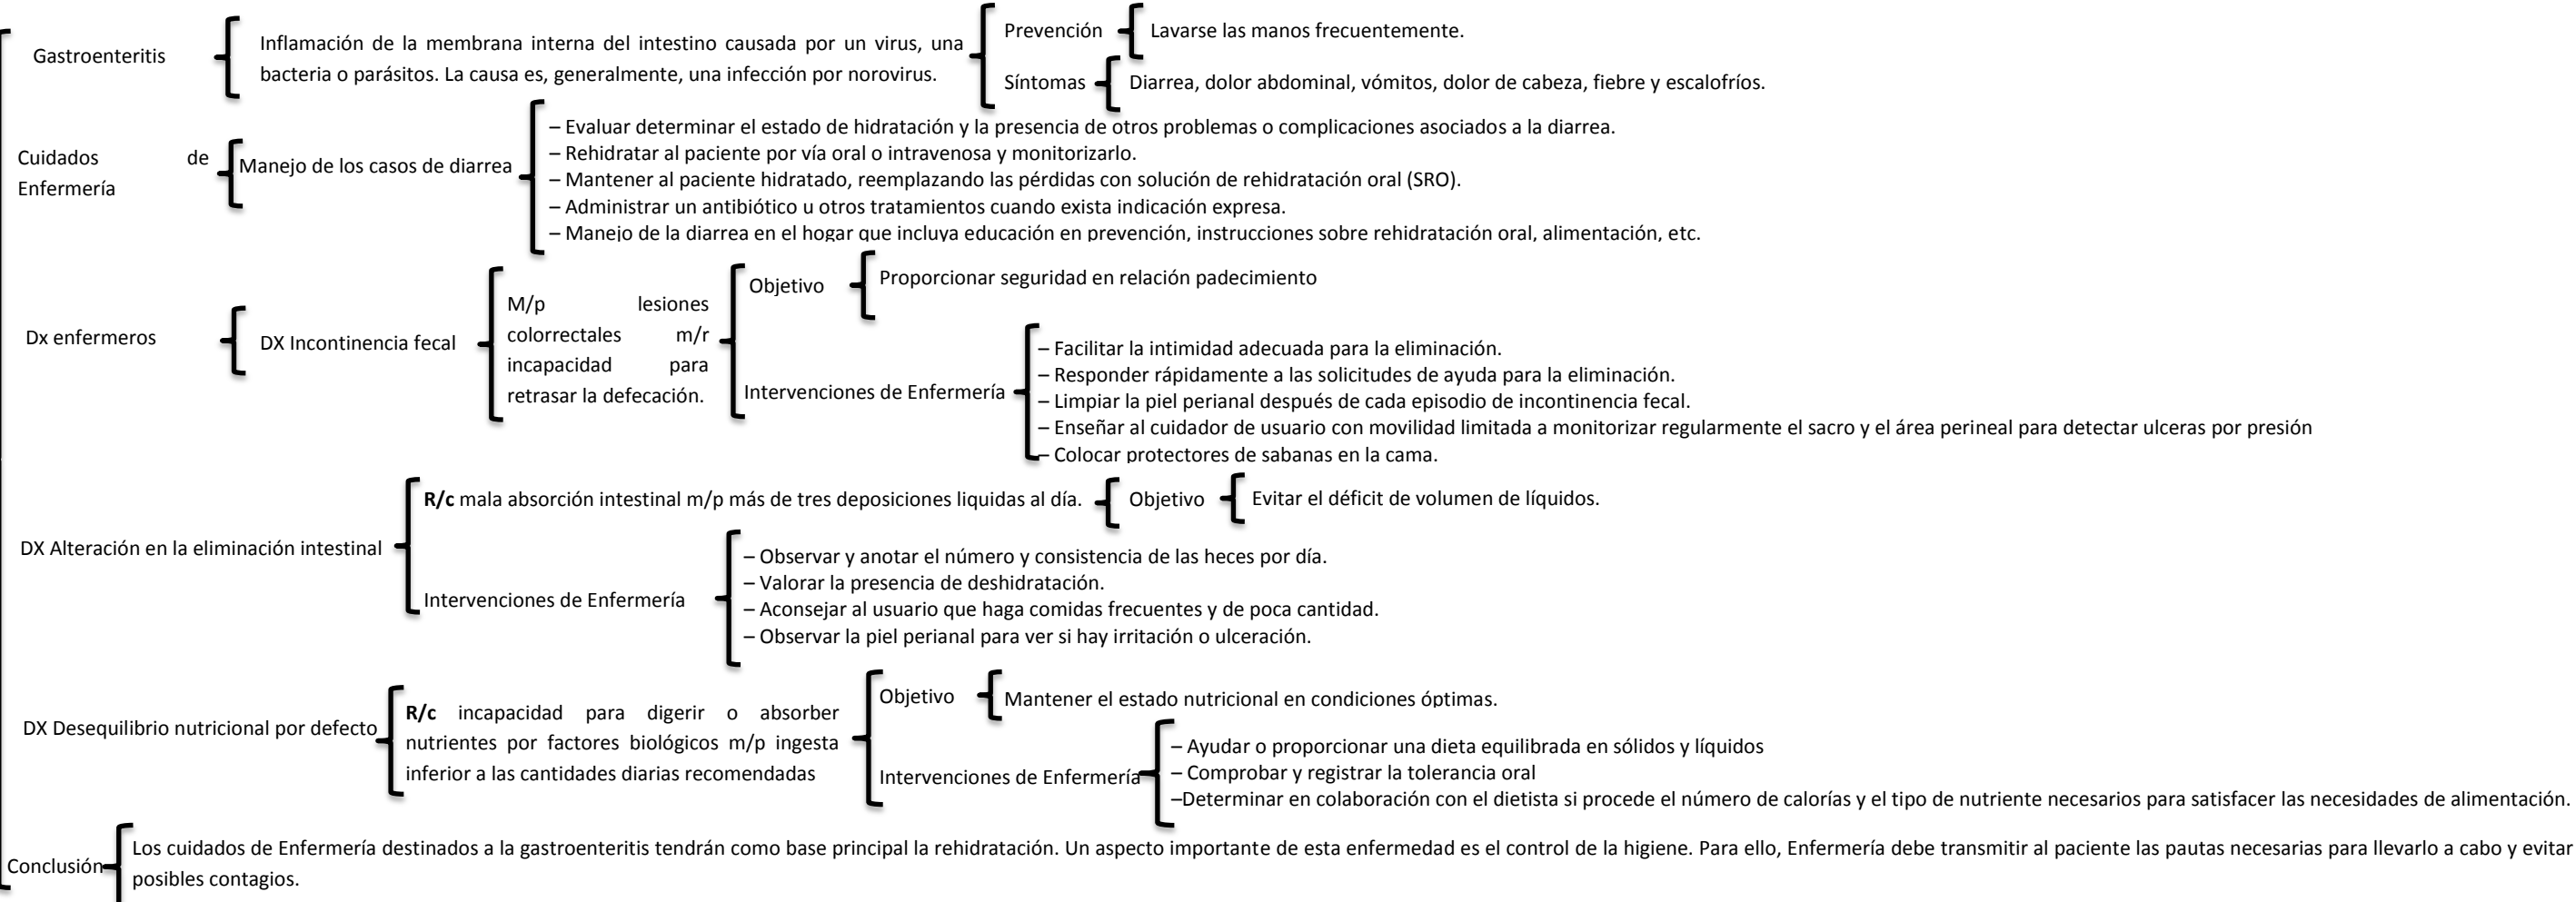 Gastroenteritis
Inflamación de la membrana interna del intestino causada por un virus, una
bacteria o parásitos. La causa es, generalmente, una infección por norovirus.
Prevención
Lavarse las manos frecuentemente.
Síntomas
Diarrea, dolor abdominal, vómitos, dolor de cabeza, fiebre y escalofríos.
Cuidados de
Enfermería
Manejo de los casos de diarrea
– Evaluar determinar el estado de hidratación y la presencia de otros problemas o complicaciones asociados a la diarrea.
– Rehidratar al paciente por vía oral o intravenosa y monitorizarlo.
– Mantener al paciente hidratado, reemplazando las pérdidas con solución de rehidratación oral (SRO).
– Administrar un antibiótico u otros tratamientos cuando exista indicación expresa.
– Manejo de la diarrea en el hogar que incluya educación en prevención, instrucciones sobre rehidratación oral, alimentación, etc.
Dx enfermeros
DX Incontinencia fecal
M/p lesiones
colorrectales m/r
incapacidad para
retrasar la defecación.
Objetivo
Proporcionar seguridad en relación padecimiento
Intervenciones de Enfermería
– Facilitar la intimidad adecuada para la eliminación.
– Responder rápidamente a las solicitudes de ayuda para la eliminación.
– Limpiar la piel perianal después de cada episodio de incontinencia fecal.
– Enseñar al cuidador de usuario con movilidad limitada a monitorizar regularmente el sacro y el área perineal para detectar ulceras por presión
– Colocar protectores de sabanas en la cama.
DX Alteración en la eliminación intestinal
R/c mala absorción intestinal m/p más de tres deposiciones liquidas al día.
Objetivo
Evitar el déficit de volumen de líquidos.
Intervenciones de Enfermería
– Observar y anotar el número y consistencia de las heces por día.
– Valorar la presencia de deshidratación.
– Aconsejar al usuario que haga comidas frecuentes y de poca cantidad.
– Observar la piel perianal para ver si hay irritación o ulceración.
DX Desequilibrio nutricional por defecto
R/c incapacidad para digerir o absorber
nutrientes por factores biológicos m/p ingesta
inferior a las cantidades diarias recomendadas
Objetivo
Mantener el estado nutricional en condiciones óptimas.
Intervenciones de Enfermería
– Ayudar o proporcionar una dieta equilibrada en sólidos y líquidos
– Comprobar y registrar la tolerancia oral
–Determinar en colaboración con el dietista si procede el número de calorías y el tipo de nutriente necesarios para satisfacer las necesidades de alimentación.
Conclusión
Los cuidados de Enfermería destinados a la gastroenteritis tendrán como base principal la rehidratación. Un aspecto importante de esta enfermedad es el control de la higiene. Para ello, Enfermería debe transmitir al paciente las pautas necesarias para llevarlo a cabo y evitar
posibles contagios.